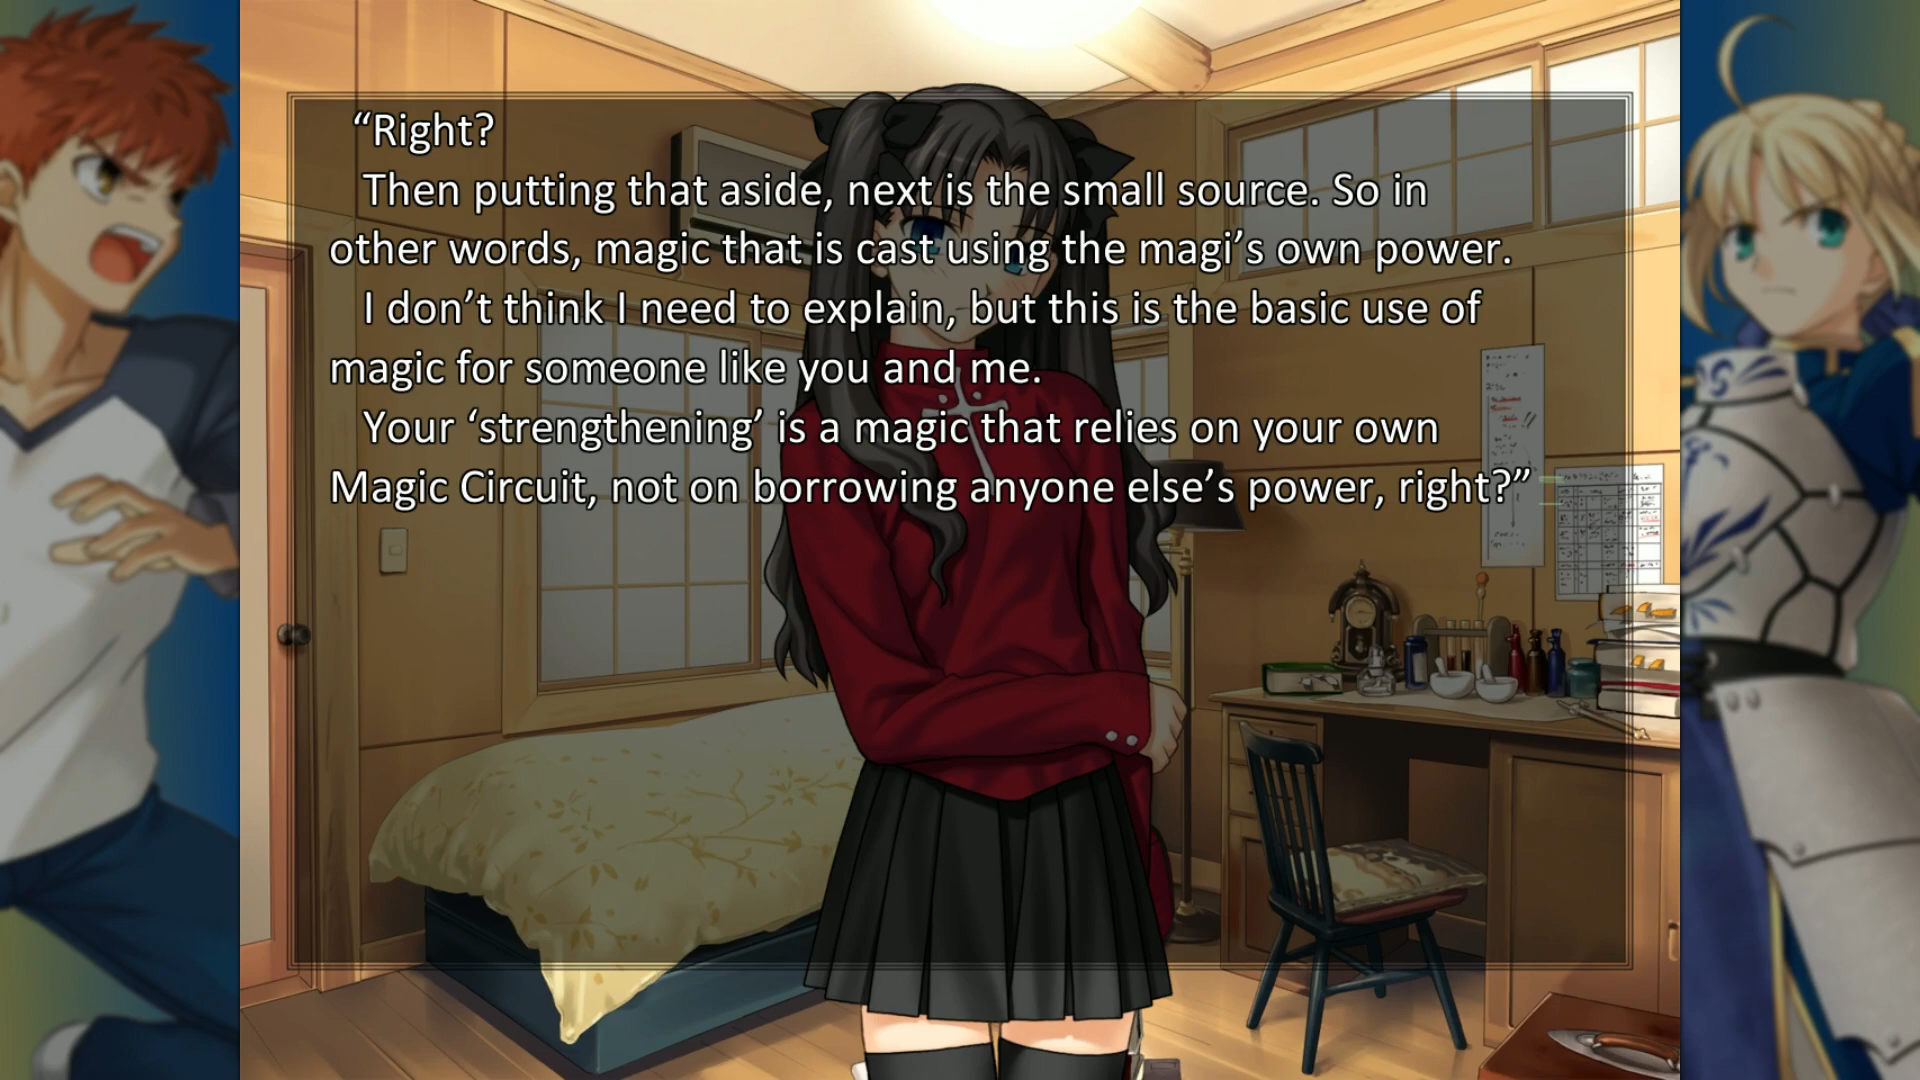 “Right?
Then putting that aside, next is the small source. So in
other words, magic that is cast using the magi’s own power.
I don’t think I need to explain, but this is the basic use of
magic for someone like you and me.
Your ‘strengthening’ is a magic that relies on your own
Magic Circuit, not on borrowing anyone else’s power, right?”